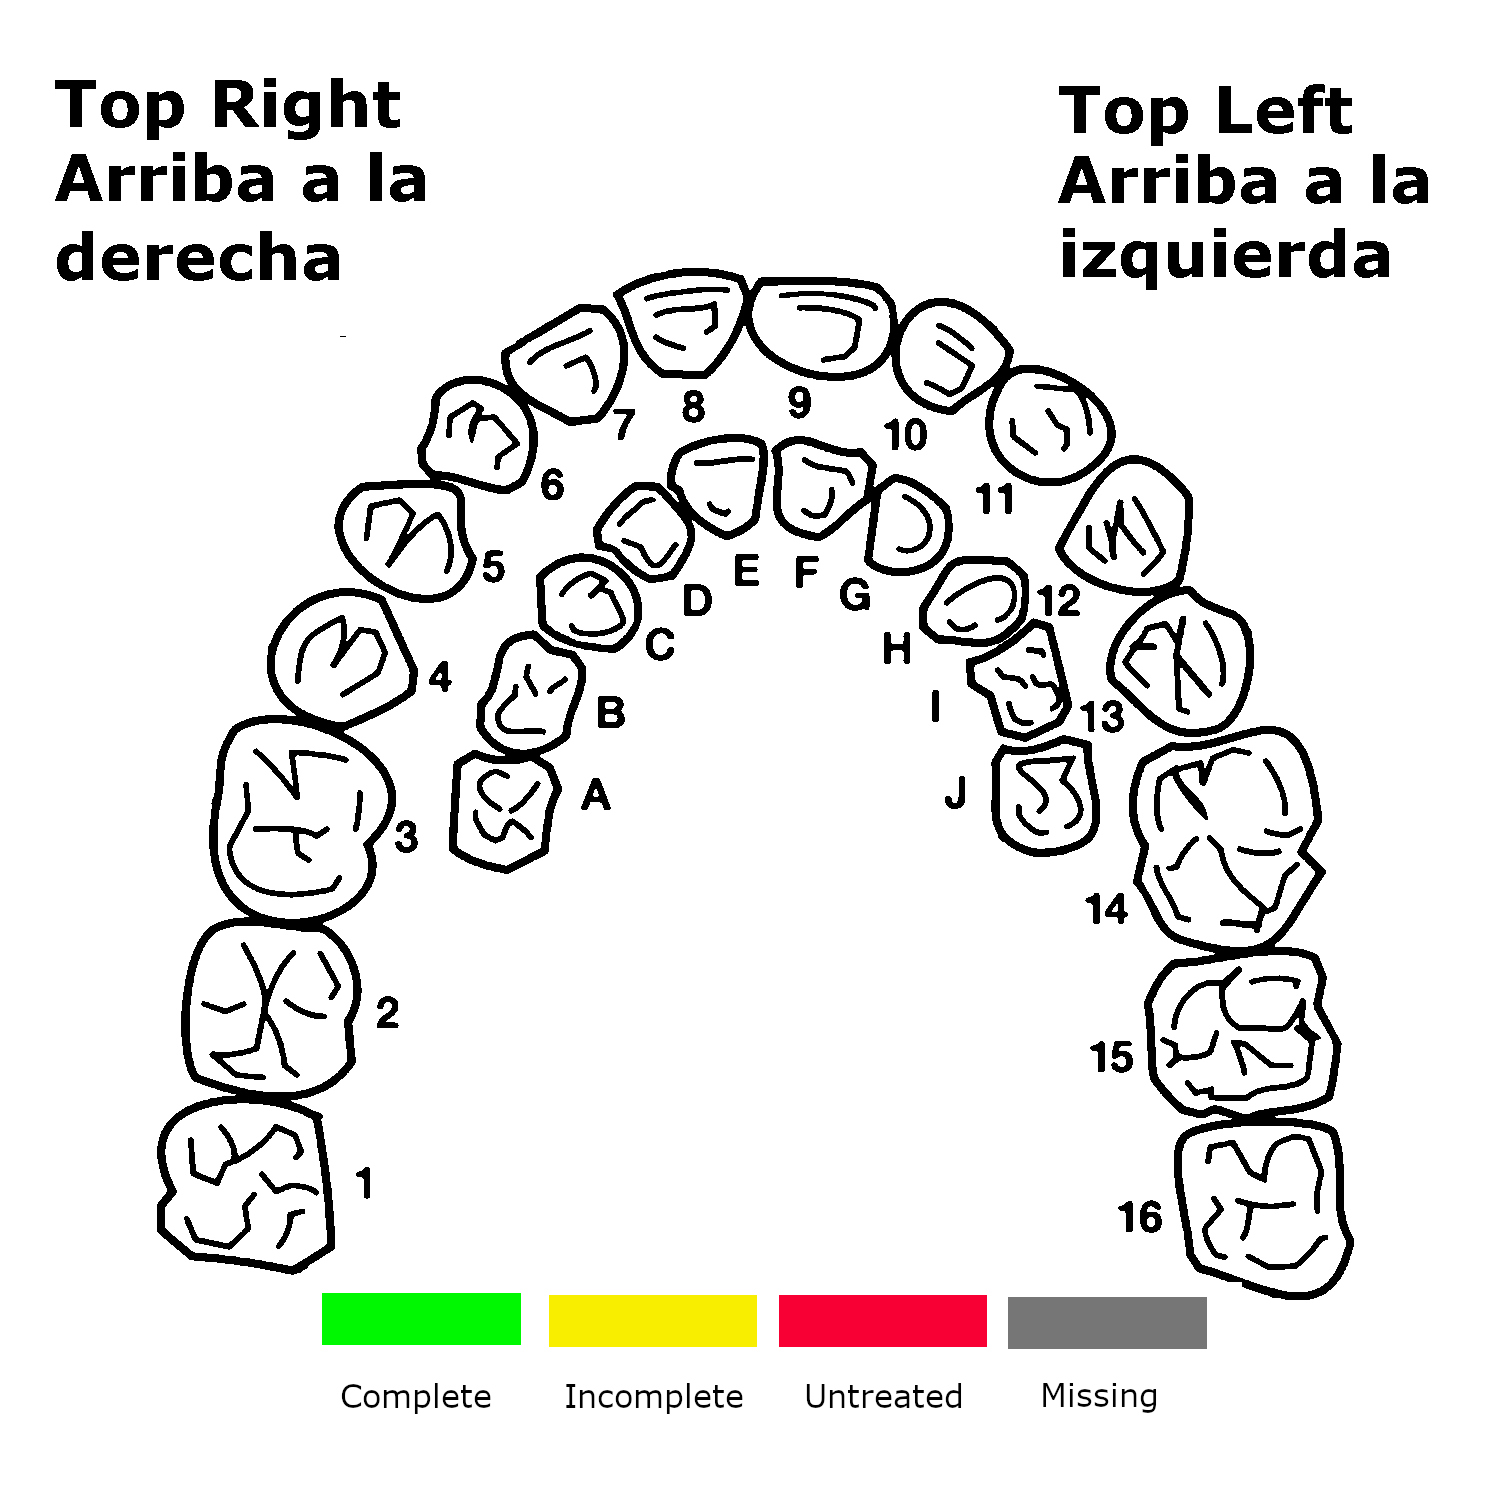 Top Right
Arriba a la
derecha
Top Left
Arriba a la
izquierda
8
9
7
10
6
11
5
E
F
D
G
12
C
H
4
B
I
13
A
J
3
14
2
15
1
16
Complete
Incomplete
Untreated
Missing